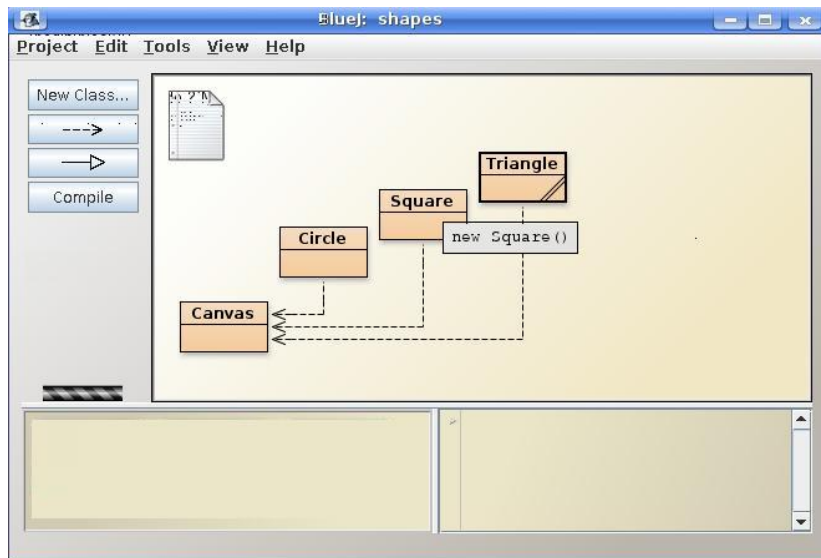 BlueJ: shapes
Project Edit Tools View Help
New Class...
Compile
Triangle
Square
new Square()
Circle
Canvas